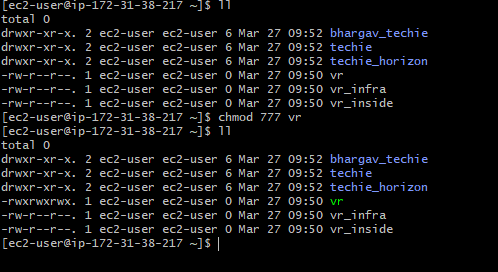 [ec2-user@ip-172-31-38-217 ~]$ ll
total 0
drwxr-xr-x. 2 ec2-user ec2-user 6 Mar 27 09:52 bhargav_techie
drwxr-xr-x. 2 ec2-user ec2-user 6 Mar 27 09:52 techie
drwxr-xr-x. 2 ec2-user ec2-user 6 Mar 27 09:52 techie_horizon
-rw-r--r--. 1 ec2-user ec2-user 0 Mar 27 09:50 vr
-rw-r--r--. 1 ec2-user ec2-user 0 Mar 27 09:50 vr_infra
-rw-r--r--. 1 ec2-user ec2-user 0 Mar 27 09:50 vr_inside
[ec2-user@ip-172-31-38-217 ~]$ chmod 777 vr
[ec2-user@ip-172-31-38-217 ~]$ ll
total 0
drwxr-xr-x. 2 ec2-user ec2-user 6 Mar 27 09:52 bhargav_techie
drwxr-xr-x. 2 ec2-user ec2-user 6 Mar 27 09:52 techie
drwxr-xr-x. 2 ec2-user ec2-user 6 Mar 27 09:52 techie_horizon
-rwxrwxrwx. 1 ec2-user ec2-user 0 Mar 27 09:50 vr
-rw-r--r--. 1 ec2-user ec2-user 0 Mar 27 09:50 vr_infra
-rw-r--r--. 1 ec2-user ec2-user 0 Mar 27 09:50 vr_inside
[ec2-user@ip-172-31-38-217 ~]$